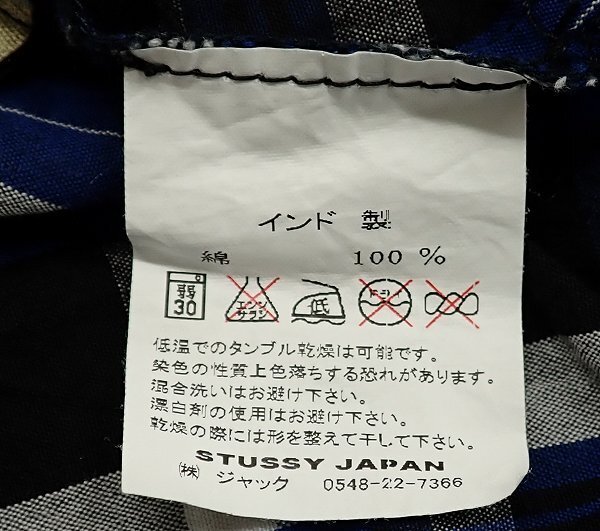 インド 製
綿 100 %
弱 30 エンソサラシ 低 ドライ
低温でのタンブル乾燥は可能です。
染色の性質上色落ちする恐れがあります。
混合洗いはお避け下さい。
漂白剤の使用はお避け下さい。
乾燥の際には形を整えて干して下さい。
STUSSY JAPAN
㈱ ジャック 0548-22-7366